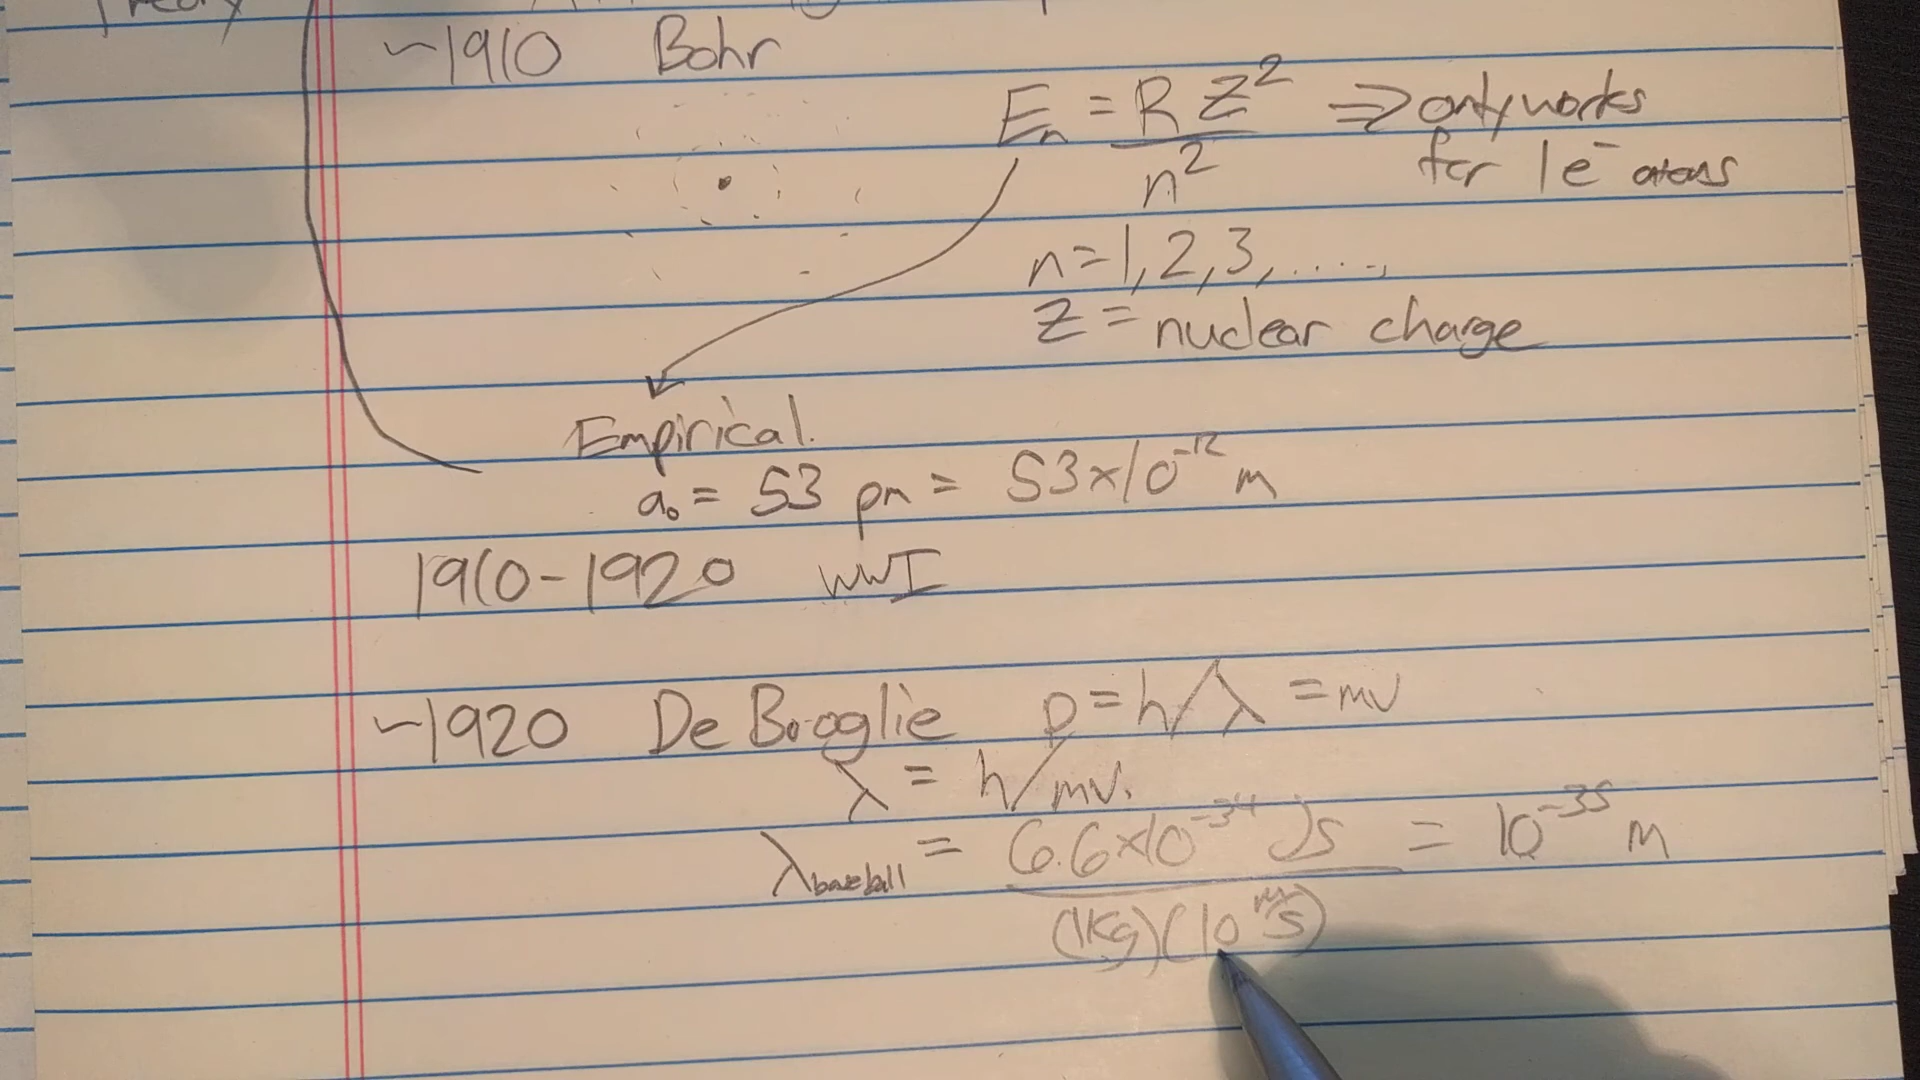 Theory
~1910 Bohr
Eₙ = R Z² / n² ⇒ only works
for 1e⁻ atoms
n=1,2,3,....,
Z = nuclear charge
Empirical.
a₀ = 53 pm = 53×10⁻¹² m
1910-1920 WWI
~1920 De Broglie p=h/λ =mv
λ = h/mv.
λbaseball = 6.6×10⁻³⁴ Js = 10⁻³⁵ m
(1Kg)(10 m/s)